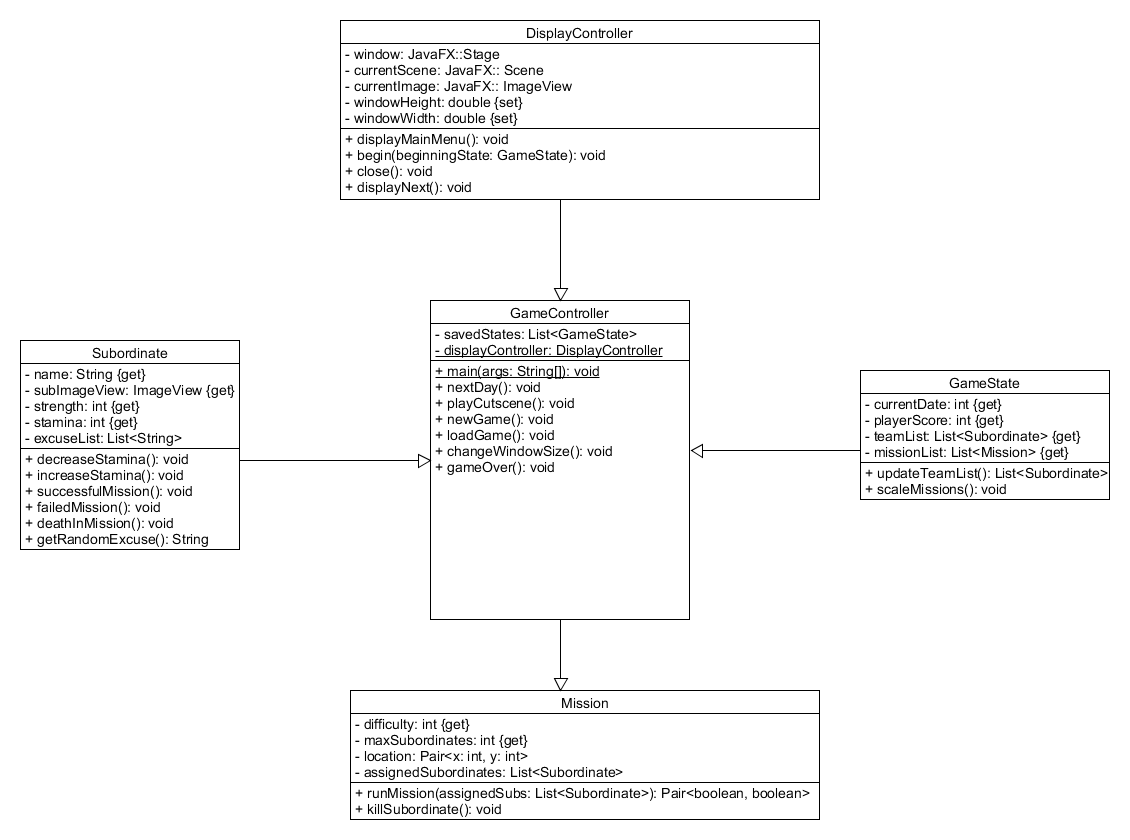 DisplayController
- window: JavaFX::Stage
- currentScene: JavaFX:: Scene
- currentImage: JavaFX:: ImageView
- windowHeight: double {set}
- windowWidth: double {set}
+ displayMainMenu(): void
+ begin(beginningState: GameState): void
+ close(): void
+ displayNext(): void
GameController
- savedStates: List<GameState>
- displayController: DisplayController
+ main(args: String[]): void
+ nextDay(): void
+ playCutscene(): void
+ newGame(): void
+ loadGame(): void
+ changeWindowSize(): void
+ gameOver(): void
Subordinate
- name: String {get}
- subImageView: ImageView {get}
- strength: int {get}
- stamina: int {get}
- excuseList: List<String>
+ decreaseStamina(): void
+ increaseStamina(): void
+ successfulMission(): void
+ failedMission(): void
+ deathInMission(): void
+ getRandomExcuse(): String
GameState
- currentDate: int {get}
- playerScore: int {get}
- teamList: List<Subordinate> {get}
- missionList: List<Mission> {get}
+ updateTeamList(): List<Subordinate>
+ scaleMissions(): void
Mission
- difficulty: int {get}
- maxSubordinates: int {get}
- location: Pair<x: int, y: int>
- assignedSubordinates: List<Subordinate>
+ runMission(assignedSubs: List<Subordinate>): Pair<boolean, boolean>
+ killSubordinate(): void